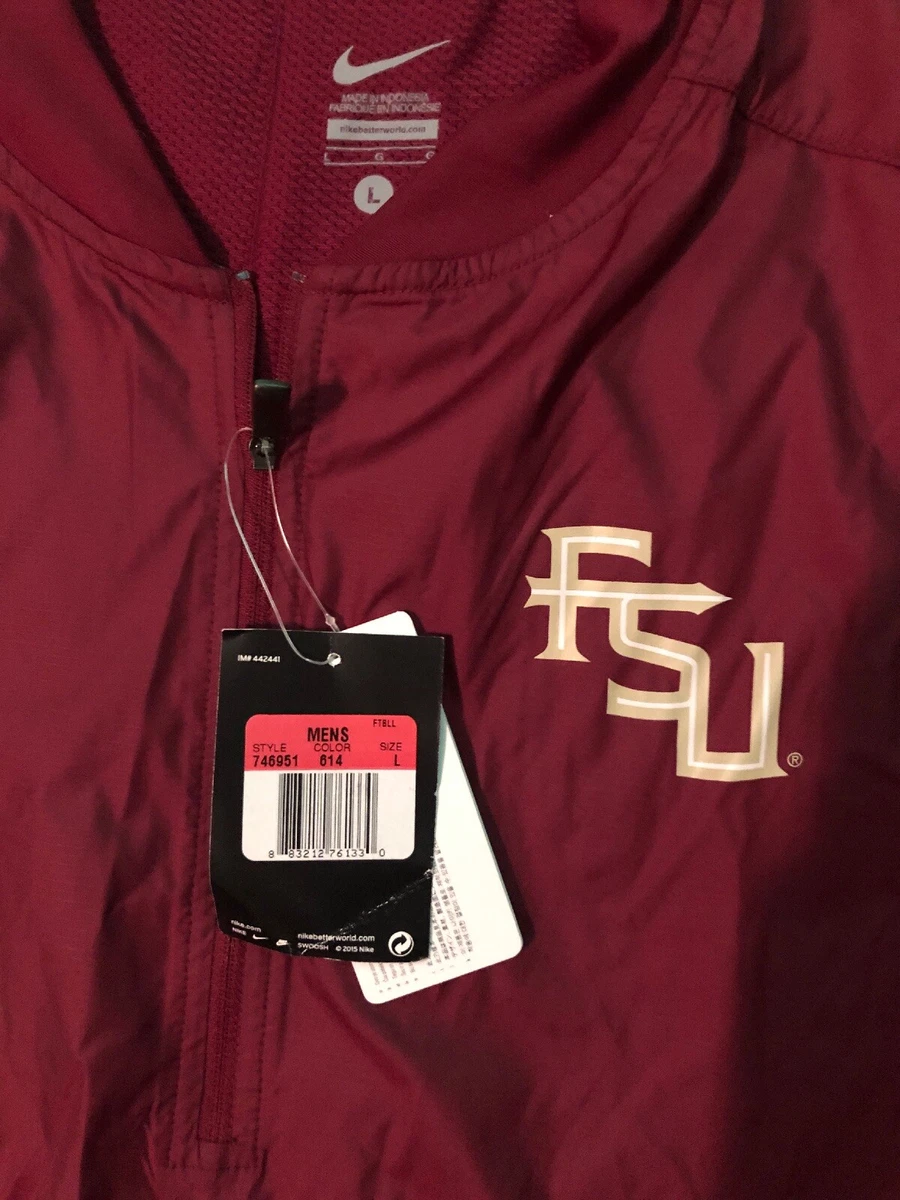 MADE IN INDONESIA
FABRIQUÉ EN INDONÉSIE
nikebetterworld.com
L G G
L
FSU
®
IM# 442441
FTBLL
MENS
STYLE COLOR SIZE
746951 614 L
8 83212 76133 0
nike.com
NIKE
nikebetterworld.com
SWOOSH © 2015 Nike